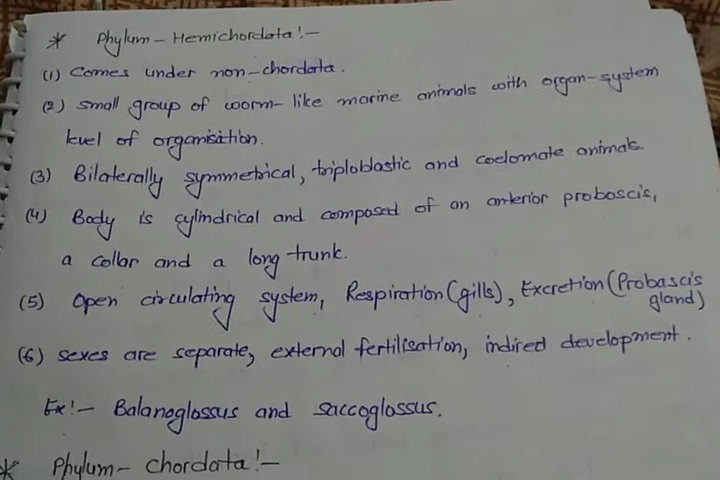 * Phylum - Hemichordata :-
(1) Comes under non-chordata.
(2) Small group of worm-like marine animals with organ-system
level of organisation.
(3) Bilaterally symmetrical, triploblastic and coelomate animals.
(4) Body is cylindrical and composed of an anterior proboscis,
a collar and a long trunk.
(5) Open circulating system, Respiration (gills), Excretion (Probascis
gland)
(6) sexes are separate, external fertilisation, indirect development.
Ex:- Balanoglossus and Saccoglossus.
* Phylum - chordata :-